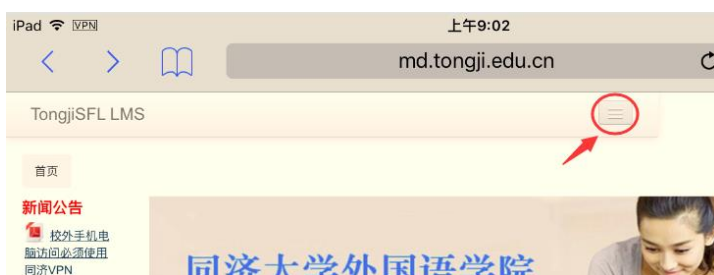 iPad VPN 上午9:02
md.tongji.edu.cn
TongjiSFL LMS
首页
新闻公告
校外手机电
脑访问必须使用
同济VPN
同济大学外国语学院